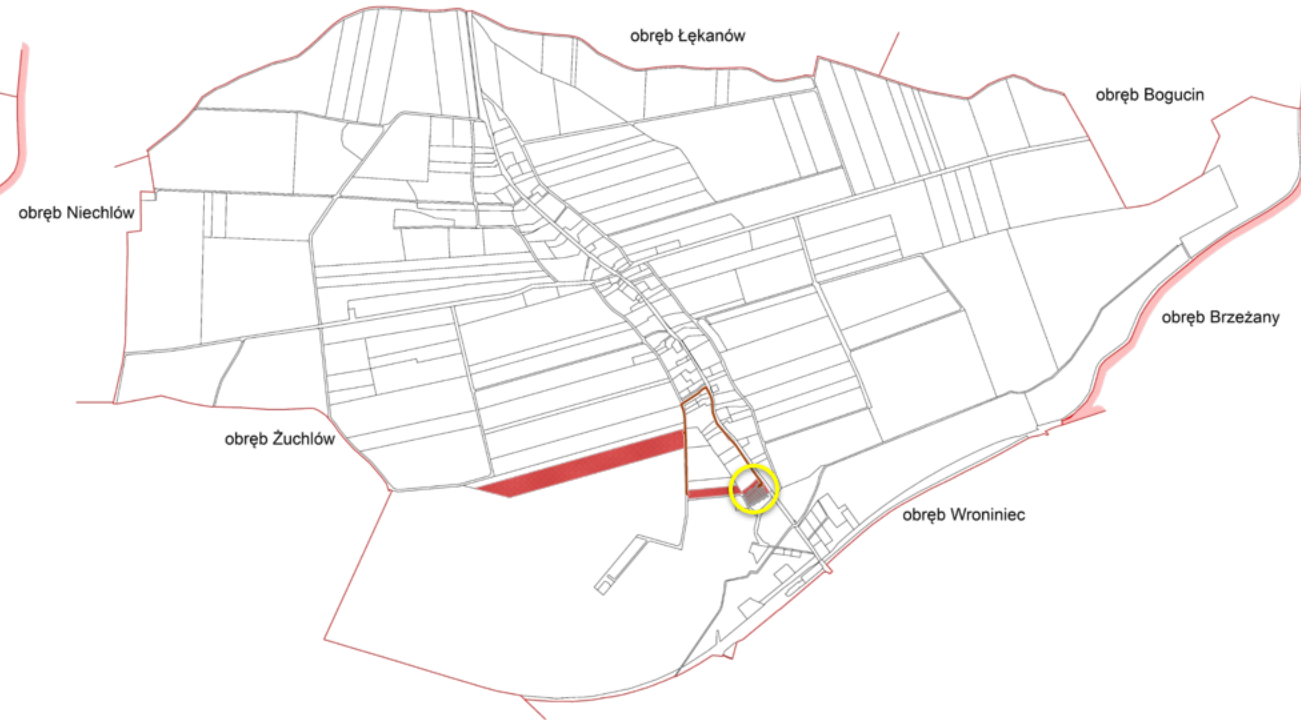 obręb Łękanów
obręb Bogucin
obręb Niechlów
obręb Brzeżany
obręb Żuchlów
obręb Wroniniec